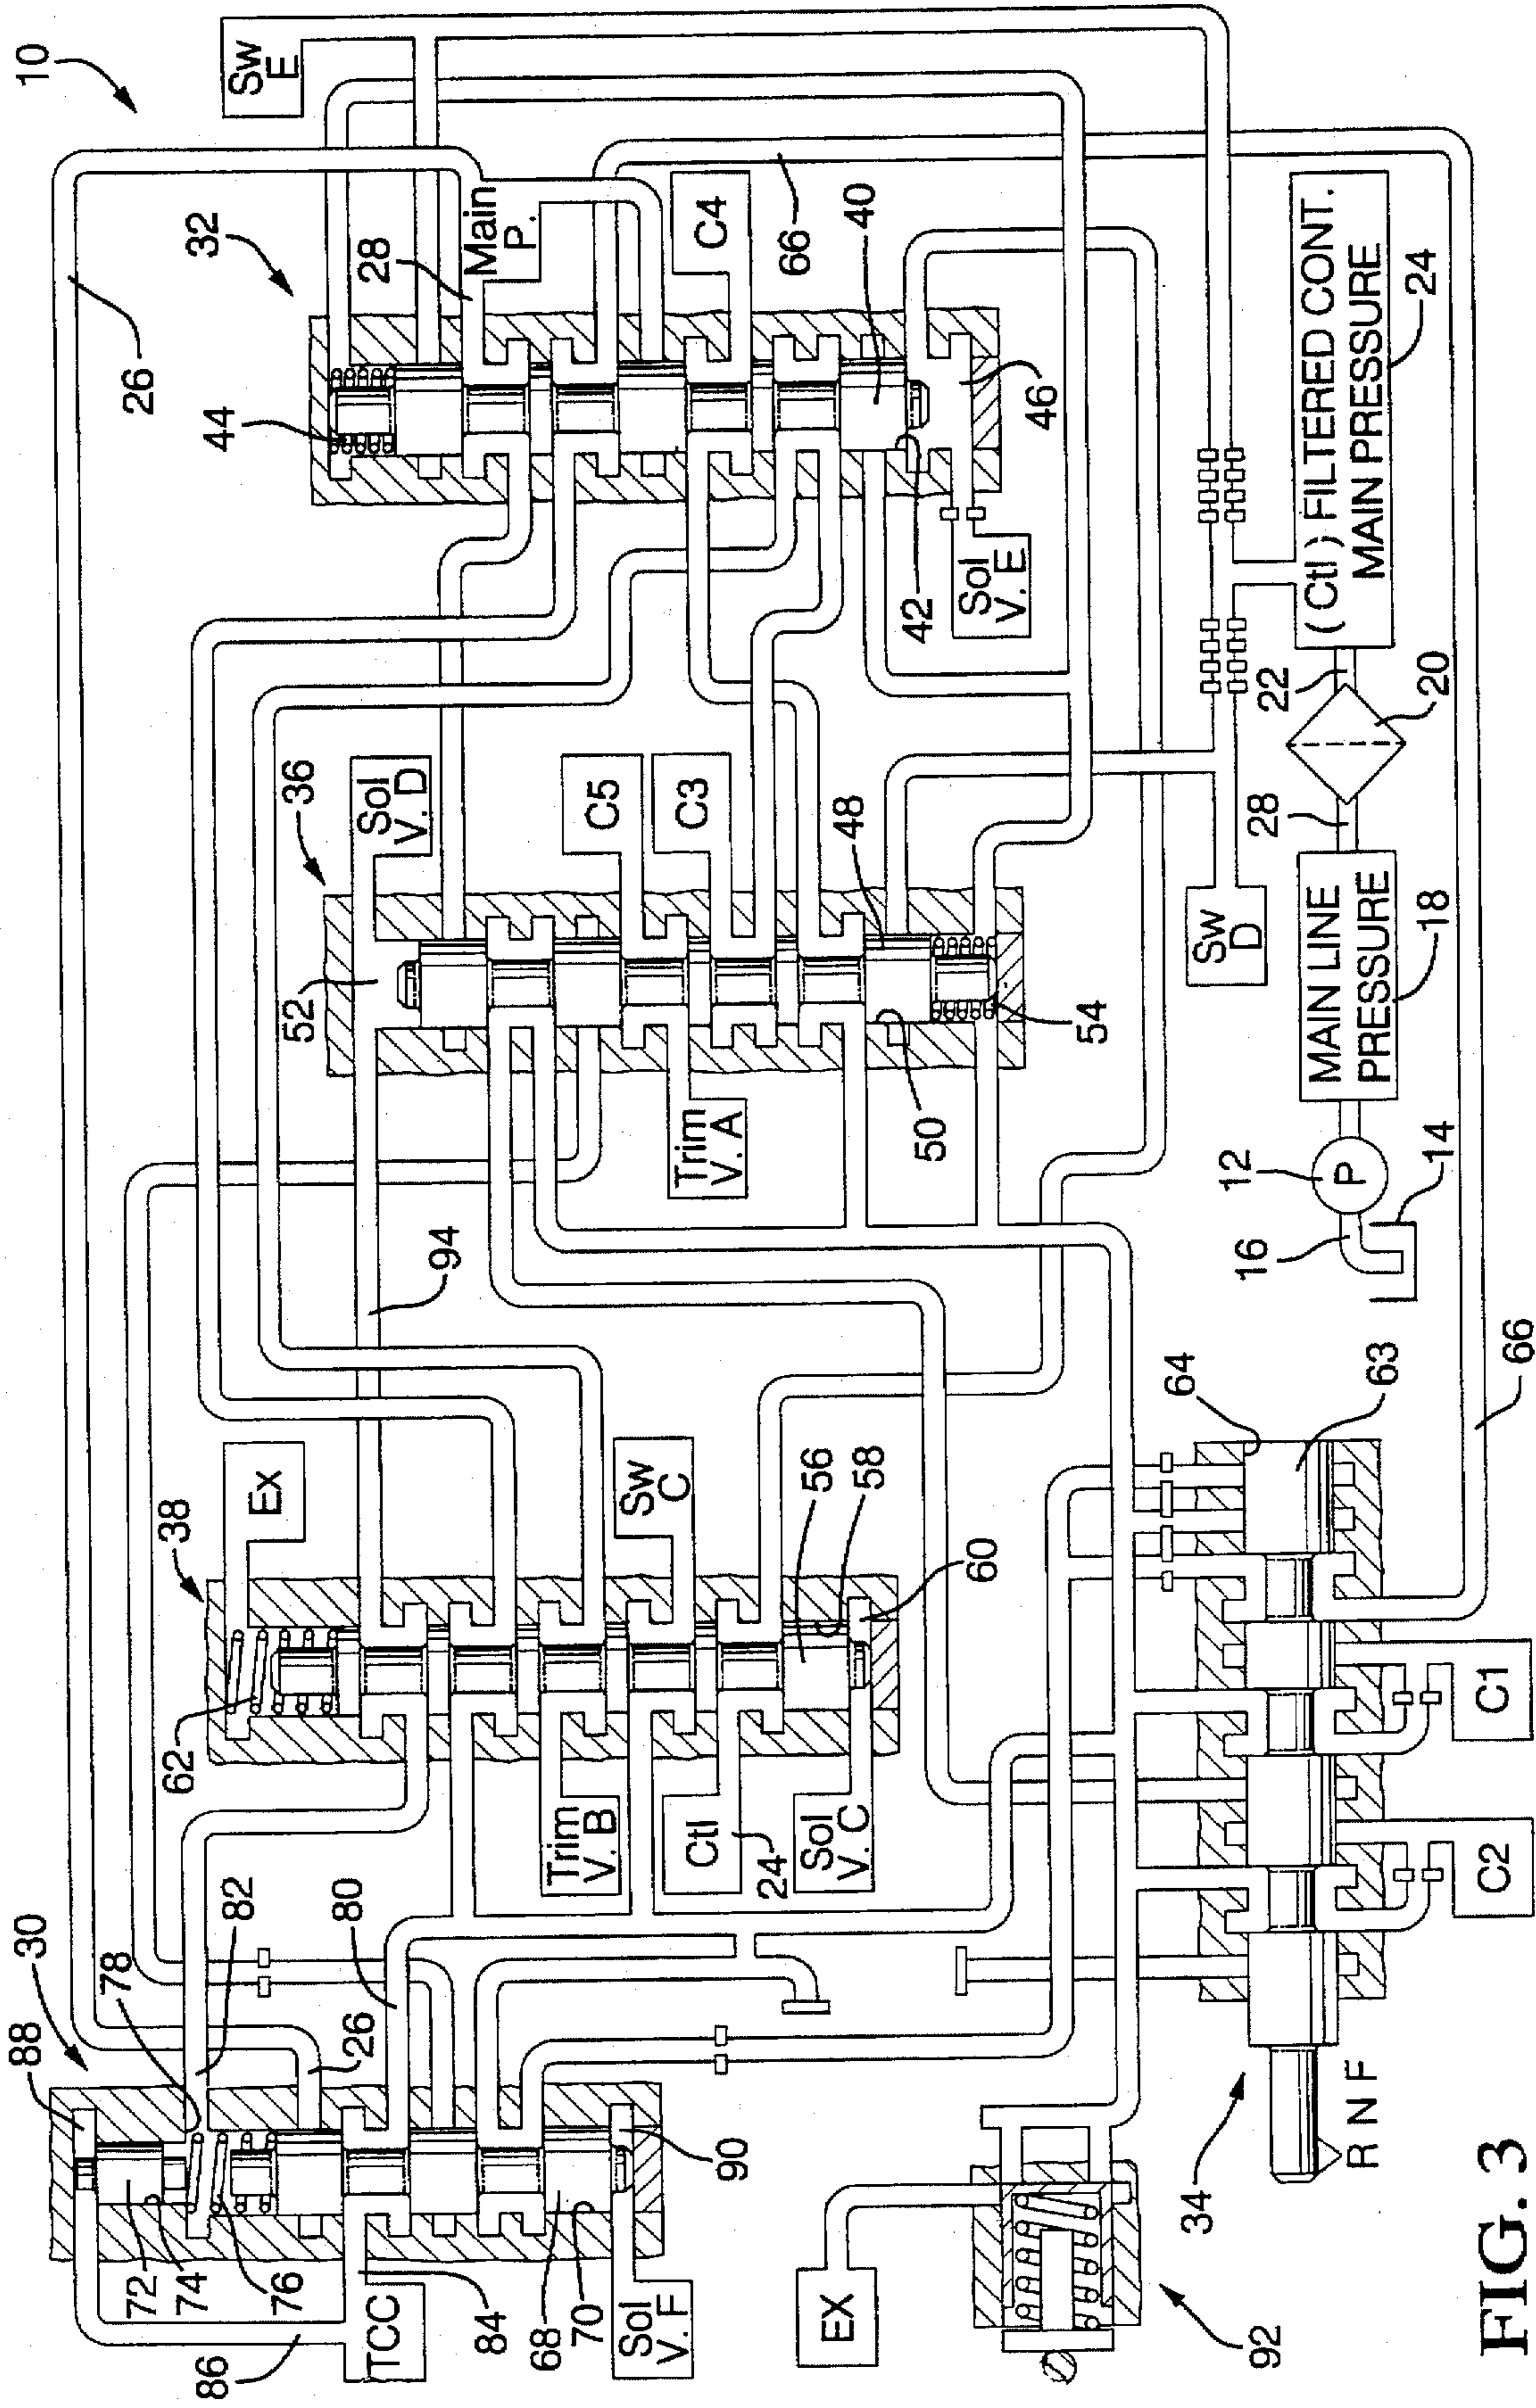 10
Sw
E
26
32
44
28
Main
P.
C4
66
40
46
42
Sol
V. E
(Ctl) FILTERED CONT.
MAIN PRESSURE
24
22
20
28
MAIN LINE
PRESSURE
18
12
P
14
16
36
Sol
V. D
52
C5
C3
48
50
54
Trim
V. A
Sw
D
94
38
Ex
62
Sw
C
56
58
60
Trim
V. B
Ctl
24
Sol
V. C
64
63
66
C1
C2
34
R N F
30
88
78
82
80
26
72
74
76
86
TCC
84
68
70
Sol
V. F
90
EX
92
FIG. 3